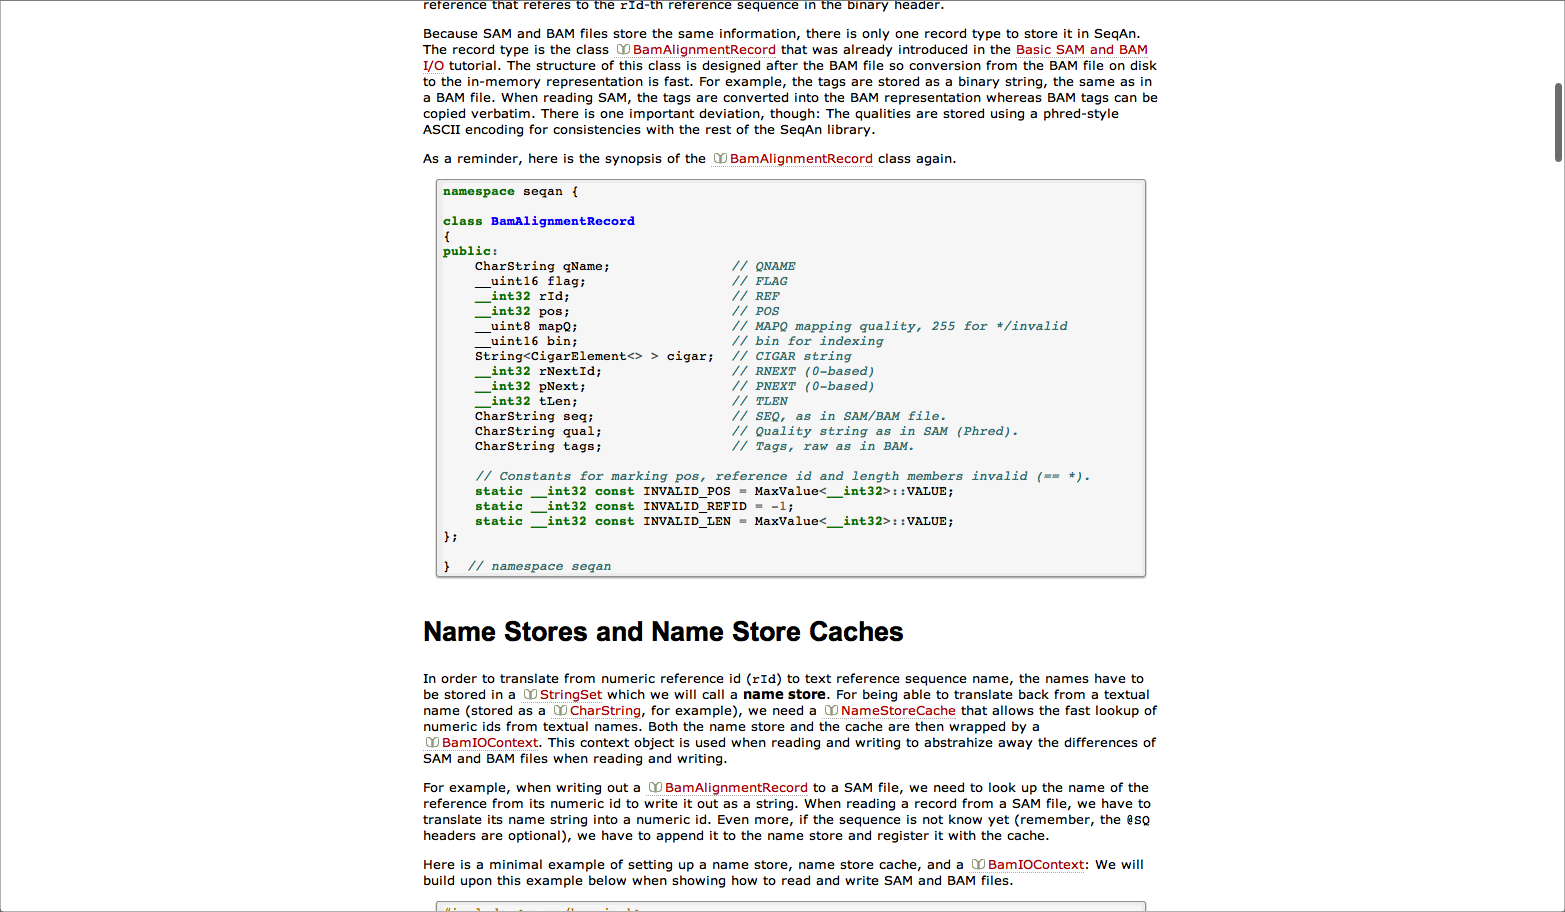 reference that referes to the rId-th reference sequence in the binary header.
Because SAM and BAM files store the same information, there is only one record type to store it in SeqAn.
The record type is the class BamAlignmentRecord that was already introduced in the Basic SAM and BAM
I/O tutorial. The structure of this class is designed after the BAM file so conversion from the BAM file on disk
to the in-memory representation is fast. For example, the tags are stored as a binary string, the same as in
a BAM file. When reading SAM, the tags are converted into the BAM representation whereas BAM tags can be
copied verbatim. There is one important deviation, though: The qualities are stored using a phred-style
ASCII encoding for consistencies with the rest of the SeqAn library.
As a reminder, here is the synopsis of the BamAlignmentRecord class again.
namespace seqan {
class BamAlignmentRecord
{
public:
    CharString qName;               // QNAME
    __uint16 flag;                  // FLAG
    __int32 rId;                    // REF
    __int32 pos;                    // POS
    __uint8 mapQ;                   // MAPQ mapping quality, 255 for */invalid
    __uint16 bin;                   // bin for indexing
    String<CigarElement<> > cigar;  // CIGAR string
    __int32 rNextId;                // RNEXT (0-based)
    __int32 pNext;                  // PNEXT (0-based)
    __int32 tLen;                   // TLEN
    CharString seq;                 // SEQ, as in SAM/BAM file.
    CharString qual;                // Quality string as in SAM (Phred).
    CharString tags;                // Tags, raw as in BAM.
    // Constants for marking pos, reference id and length members invalid (== *).
    static __int32 const INVALID_POS = MaxValue<__int32>::VALUE;
    static __int32 const INVALID_REFID = -1;
    static __int32 const INVALID_LEN = MaxValue<__int32>::VALUE;
};
}  // namespace seqan
Name Stores and Name Store Caches
In order to translate from numeric reference id (rId) to text reference sequence name, the names have to
be stored in a StringSet which we will call a name store. For being able to translate back from a textual
name (stored as a CharString, for example), we need a NameStoreCache that allows the fast lookup of
numeric ids from textual names. Both the name store and the cache are then wrapped by a
BamIOContext. This context object is used when reading and writing to abstrahize away the differences of
SAM and BAM files when reading and writing.
For example, when writing out a BamAlignmentRecord to a SAM file, we need to look up the name of the
reference from its numeric id to write it out as a string. When reading a record from a SAM file, we have to
translate its name string into a numeric id. Even more, if the sequence is not know yet (remember, the @SQ
headers are optional), we have to append it to the name store and register it with the cache.
Here is a minimal example of setting up a name store, name store cache, and a BamIOContext: We will
build upon this example below when showing how to read and write SAM and BAM files.